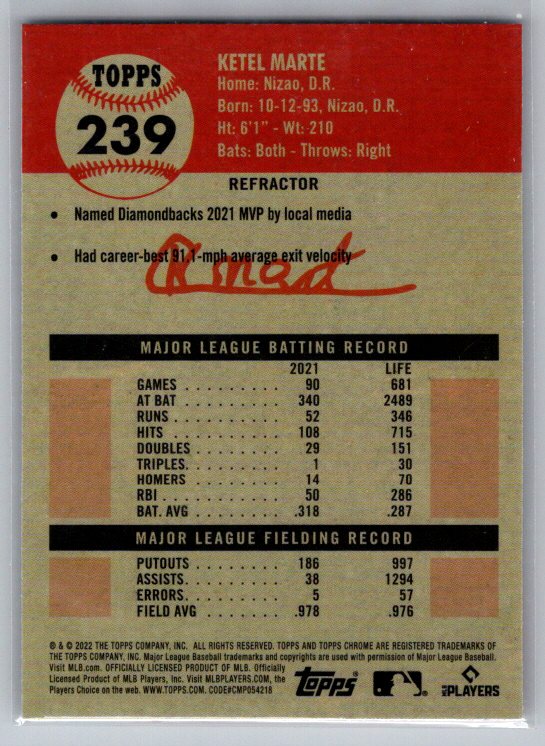 TOPPS
239
KETEL MARTE
Home: Nizao, D.R.
Born: 10-12-93, Nizao, D.R.
Ht: 6'1" - Wt: 210
Bats: Both - Throws: Right
REFRACTOR
• Named Diamondbacks 2021 MVP by local media
• Had career-best 91.1-mph average exit velocity
MAJOR LEAGUE BATTING RECORD
2021 LIFE
GAMES . . . . . . . . . 90 681
AT BAT . . . . . . . . . 340 2489
RUNS . . . . . . . . . . 52 346
HITS . . . . . . . . . . 108 715
DOUBLES . . . . . . . . 29 151
TRIPLES. . . . . . . . . 1 30
HOMERS . . . . . . . . 14 70
RBI . . . . . . . . . . . 50 286
BAT. AVG . . . . . . . . .318 .287
MAJOR LEAGUE FIELDING RECORD
PUTOUTS . . . . . . . . 186 997
ASSISTS. . . . . . . . . 38 1294
ERRORS. . . . . . . . . 5 57
FIELD AVG . . . . . . . .978 .976
® & © 2022 THE TOPPS COMPANY, INC. ALL RIGHTS RESERVED. TOPPS AND TOPPS CHROME ARE REGISTERED TRADEMARKS OF
THE TOPPS COMPANY, INC. Major League Baseball trademarks and copyrights are used with permission of Major League Baseball.
Visit MLB.com. OFFICIALLY LICENSED PRODUCT OF MLB. Officially
Licensed Product of MLB Players, Inc. Visit MLBPLAYERS.COM, the
Players Choice on the web. WWW.TOPPS.COM. CODE#CMP054218
Topps
MLB PLAYERS